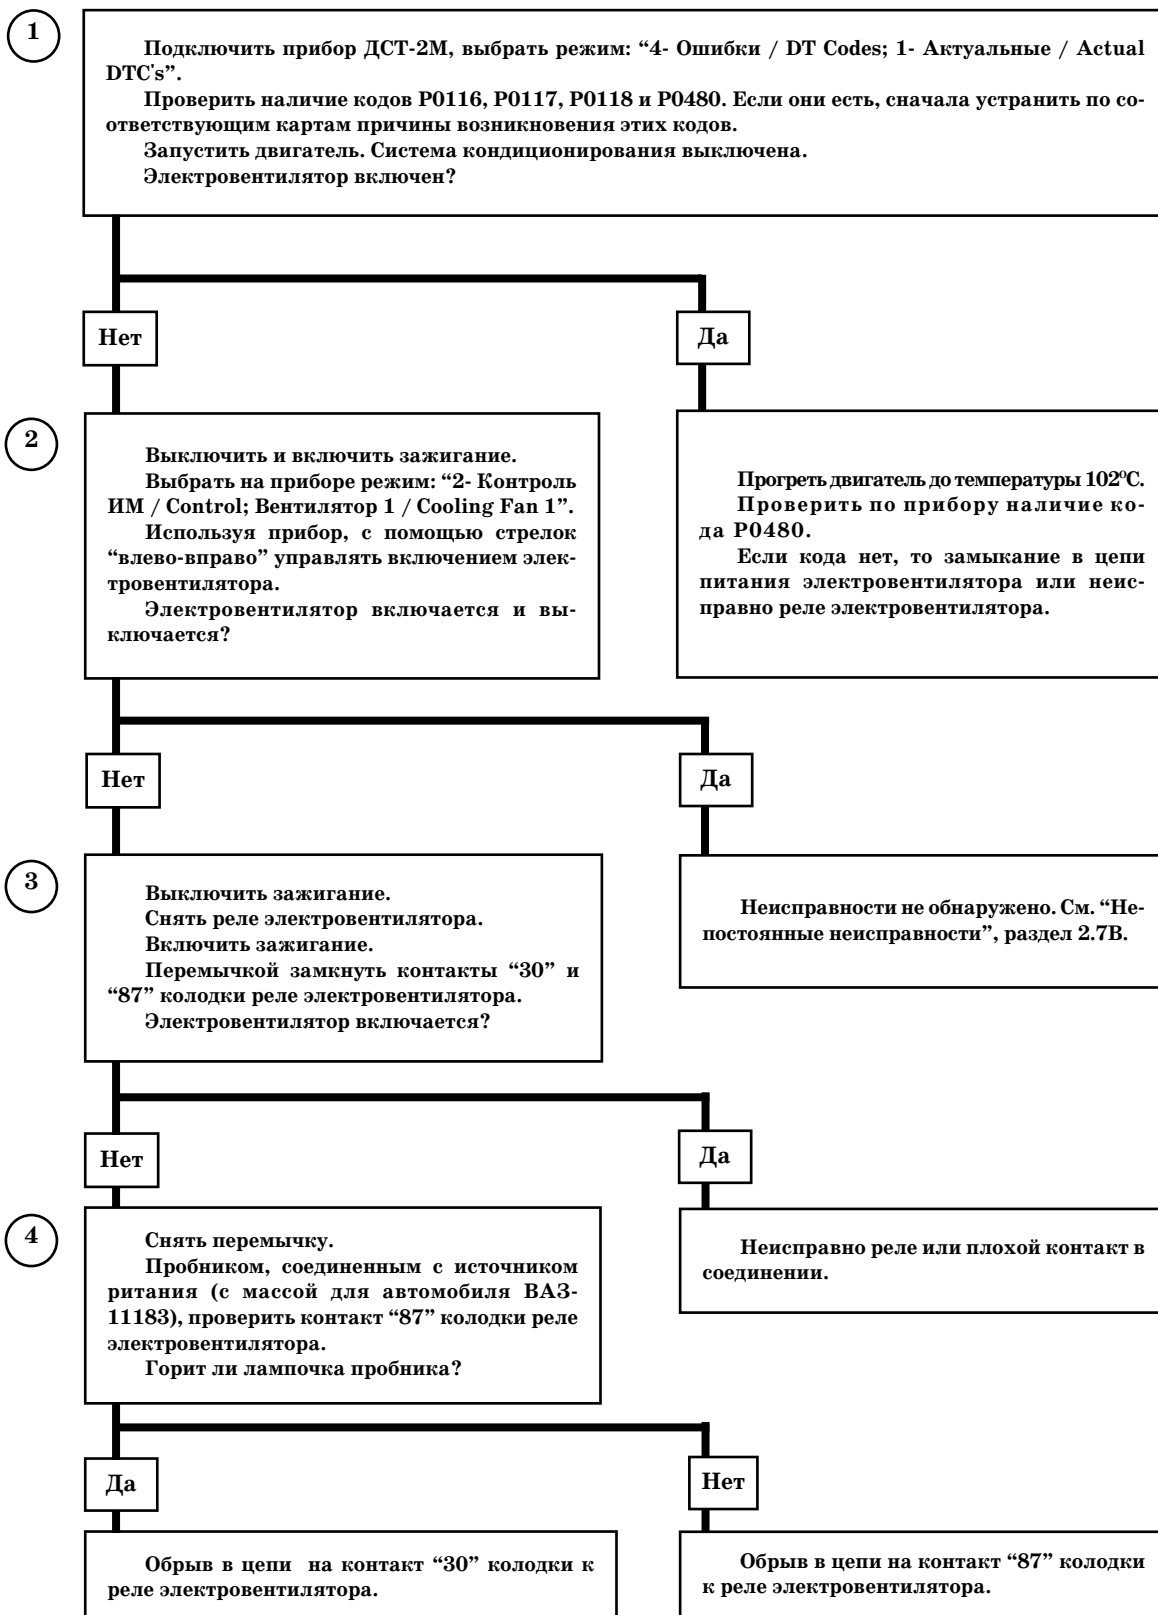 1
Подключить прибор ДСТ-2М, выбрать режим: “4- Ошибки / DT Codes; 1- Актуальные / Actual
DTC's”.
Проверить наличие кодов Р0116, Р0117, Р0118 и Р0480. Если они есть, сначала устранить по со-
ответствующим картам причины возникновения этих кодов.
Запустить двигатель. Система кондиционирования выключена.
Электровентилятор включен?
Нет
Да
2
Выключить и включить зажигание.
Выбрать на приборе режим: “2- Контроль
ИМ / Control; Вентилятор 1 / Cooling Fan 1”.
Используя прибор, с помощью стрелок
“влево-вправо” управлять включением элек-
тровентилятора.
Электровентилятор включается и вы-
ключается?
Прогреть двигатель до температуры 102°С.
Проверить по прибору наличие ко-
да Р0480.
Если кода нет, то замыкание в цепи
питания электровентилятора или неис-
правно реле электровентилятора.
Нет
Да
3
Выключить зажигание.
Снять реле электровентилятора.
Включить зажигание.
Перемычкой замкнуть контакты “30” и
“87” колодки реле электровентилятора.
Электровентилятор включается?
Неисправности не обнаружено. См. “Не-
постоянные неисправности”, раздел 2.7В.
Нет
Да
4
Снять перемычку.
Пробником, соединенным с источником
ритания (с массой для автомобиля ВАЗ-
11183), проверить контакт “87” колодки реле
электровентилятора.
Горит ли лампочка пробника?
Неисправно реле или плохой контакт в
соединении.
Да
Нет
Обрыв в цепи на контакт “30” колодки к
реле электровентилятора.
Обрыв в цепи на контакт “87” колодки
к реле электровентилятора.